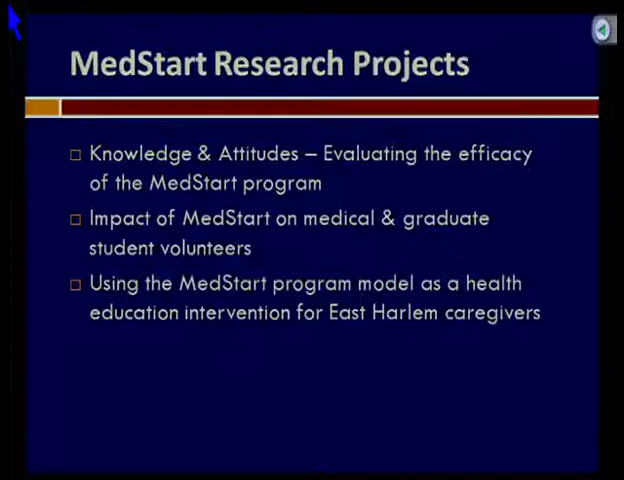 MedStart Research Projects
Knowledge & Attitudes – Evaluating the efficacy
of the MedStart program
Impact of MedStart on medical & graduate
student volunteers
Using the MedStart program model as a health
education intervention for East Harlem caregivers